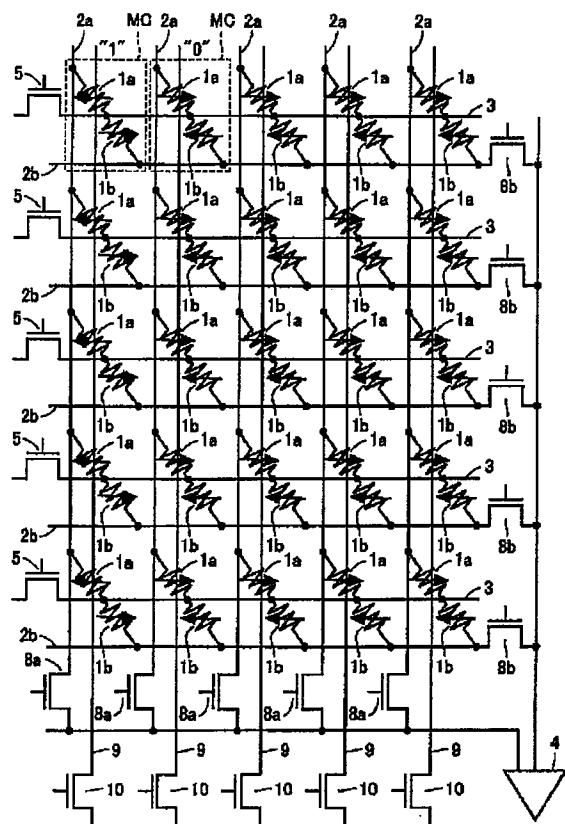 2a MC 2a MC 2a 2a 2a
"1" "0"
5 1a 1a 1a 1a 1a
3
2b 1b 1b 1b 1b 1b 8b
5 1a 1a 1a 1a 1a
3
2b 1b 1b 1b 1b 1b 8b
5 1a 1a 1a 1a 1a
3
2b 1b 1b 1b 1b 1b 8b
5 1a 1a 1a 1a 1a
3
2b 1b 1b 1b 1b 1b 8b
5 1a 1a 1a 1a 1a
3
2b 1b 1b 1b 1b 1b 8b
8a 8a 8a 8a 8a
9 9 9 9 9 4
10 10 10 10 10